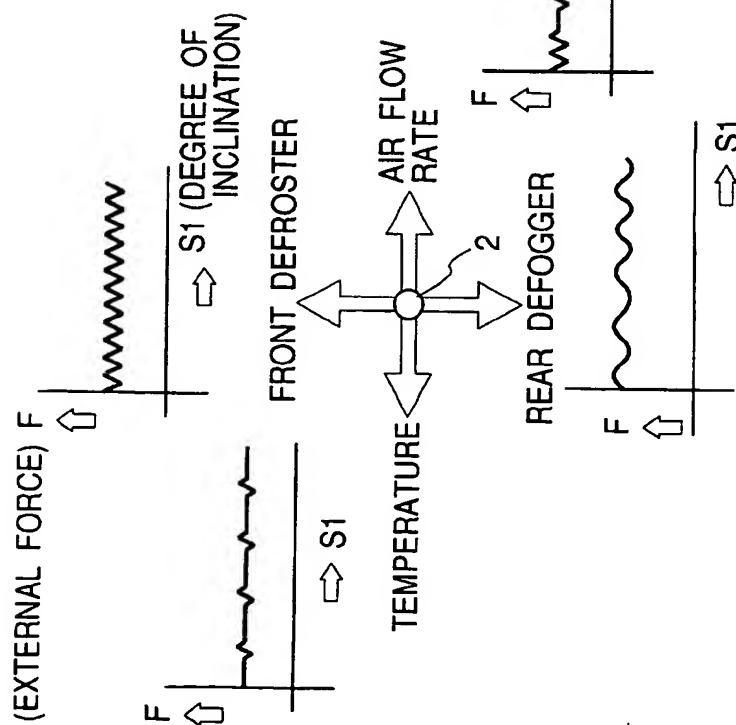 (EXTERNAL FORCE) F
S1 (DEGREE OF
INCLINATION)
F
S1
FRONT DEFROSTER
TEMPERATURE
AIR FLOW
RATE
2
REAR DEFOGGER
F
S1
F